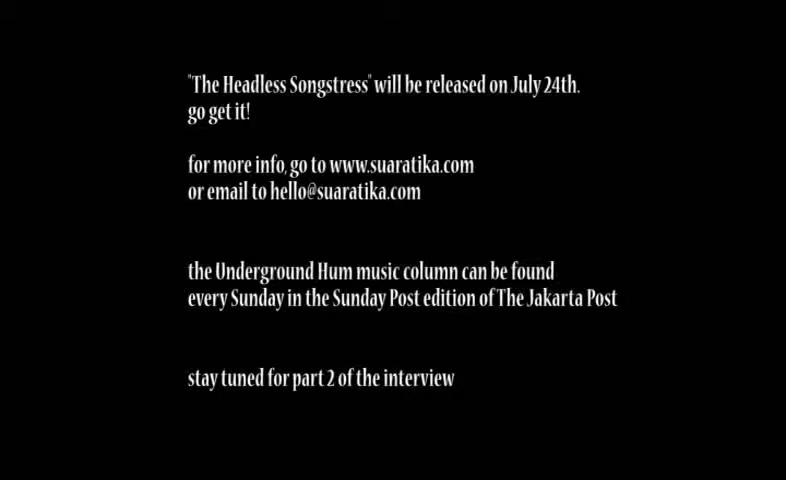 "The Headless Songstress" will be released on July 24th.
go get it!
for more info, go to www.suaratika.com
or email to hello@suaratika.com
the Underground Hum music column can be found
every Sunday in the Sunday Post edition of The Jakarta Post
stay tuned for part 2 of the interview